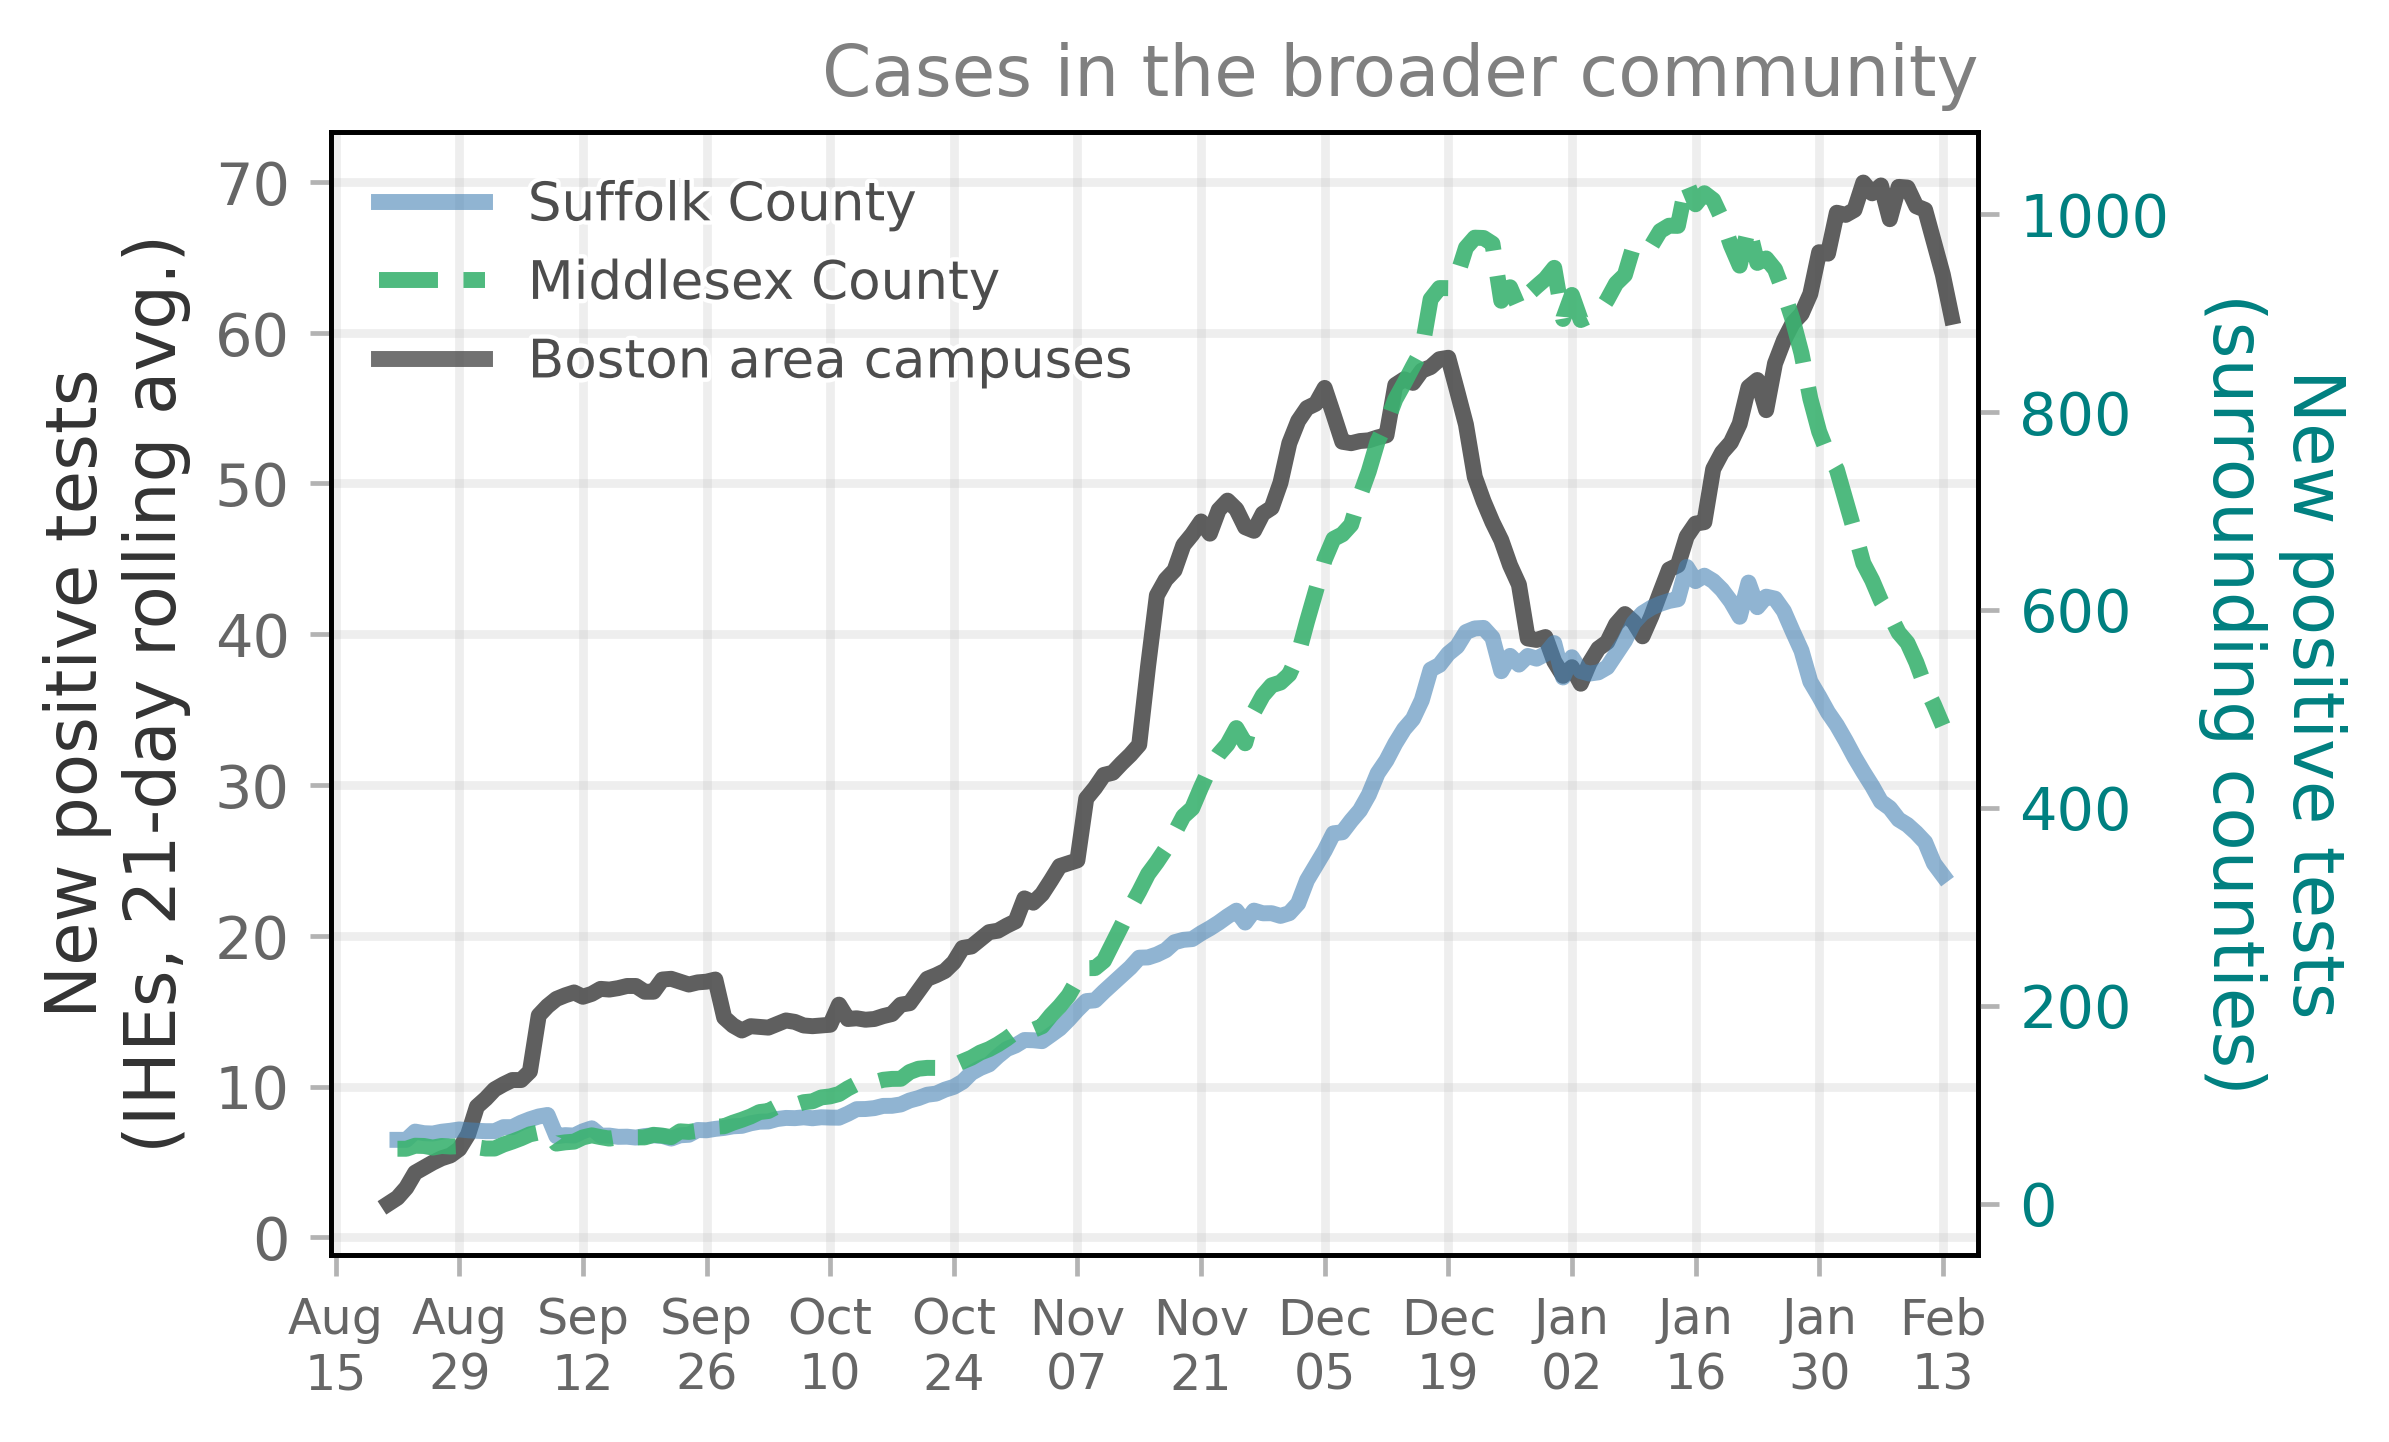 Cases in the broader community
New positive tests
(IHEs, 21-day rolling avg.)
70
60
50
40
30
20
10
0
Suffolk County
Middlesex County
Boston area campuses
1000
800
600
400
200
0
New positive tests
(surrounding counties)
Aug Aug Sep Sep Oct Oct Nov Nov Dec Dec Jan Jan Jan Feb
15 29 12 26 10 24 07 21 05 19 02 16 30 13